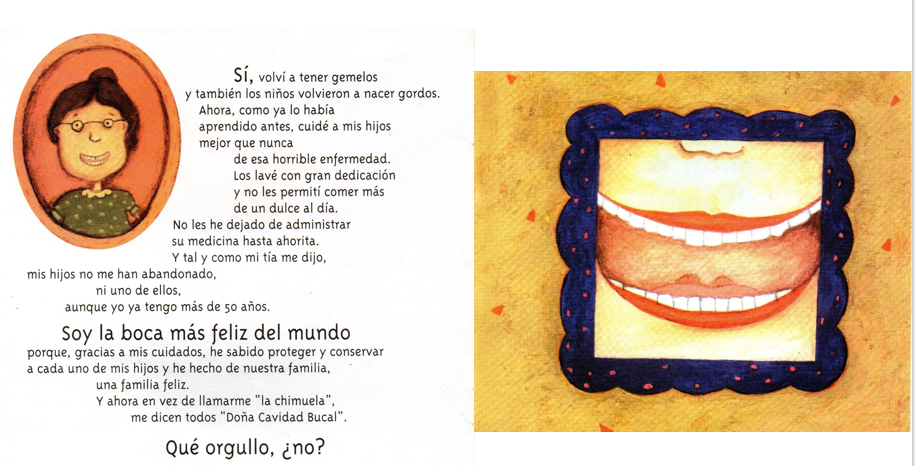 Sí, volví a tener gemelos
y también los niños volvieron a nacer gordos.
Ahora, como ya lo había
aprendido antes, cuidé a mis hijos
mejor que nunca
de esa horrible enfermedad.
Los lavé con gran dedicación
y no les permití comer más
de un dulce al día.
No les he dejado de administrar
su medicina hasta ahorita.
Y tal y como mi tía me dijo,
mis hijos no me han abandonado,
ni uno de ellos,
aunque yo ya tengo más de 50 años.
Soy la boca más feliz del mundo
porque, gracias a mis cuidados, he sabido proteger y conservar
a cada uno de mis hijos y he hecho de nuestra familia,
una familia feliz.
Y ahora en vez de llamarme "la chimuela",
me dicen todos "Doña Cavidad Bucal".
Qué orgullo, ¿no?